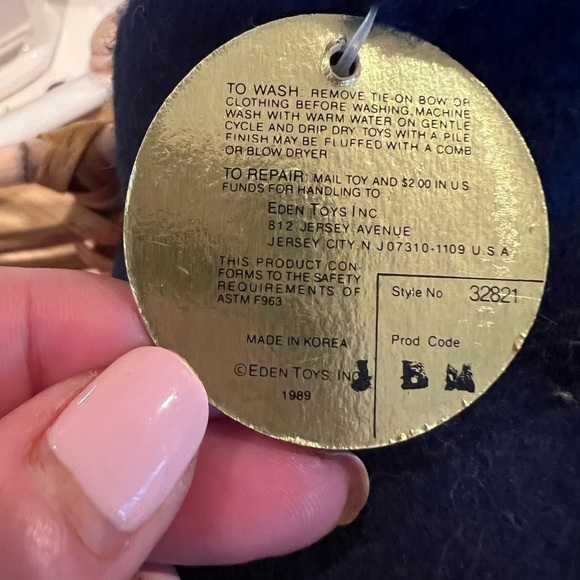 TO WASH: REMOVE TIE-ON BOW OR
CLOTHING BEFORE WASHING. MACHINE
WASH WITH WARM WATER ON GENTLE
CYCLE AND DRIP DRY TOYS WITH A PILE
FINISH MAY BE FLUFFED WITH A COMB
OR BLOW DRYER
TO REPAIR: MAIL TOY AND $2.00 IN U S
FUNDS FOR HANDLING TO
EDEN TOYS INC
812 JERSEY AVENUE
JERSEY CITY, N J 07310-1109 U S A
THIS PRODUCT CON-
FORMS TO THE SAFETY
REQUIREMENTS OF
ASTM F963
Style No 32821
MADE IN KOREA
Prod Code
J B M
©EDEN TOYS, INC
1989